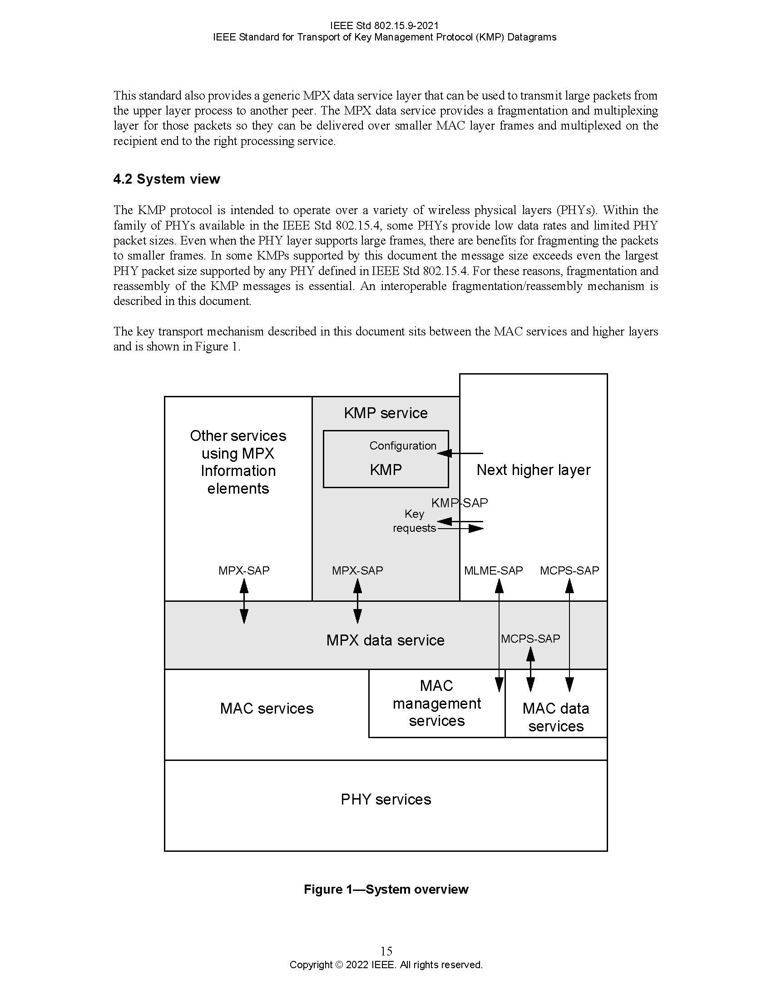 IEEE Std 802.15.9-2021
IEEE Standard for Transport of Key Management Protocol (KMP) Datagrams
This standard also provides a generic MPX data service layer that can be used to transmit large packets from
the upper layer process to another peer. The MPX data service provides a fragmentation and multiplexing
layer for those packets so they can be delivered over smaller MAC layer frames and multiplexed on the
recipient end to the right processing service.
4.2 System view
The KMP protocol is intended to operate over a variety of wireless physical layers (PHYs). Within the
family of PHYs available in the IEEE Std 802.15.4, some PHYs provide low data rates and limited PHY
packet sizes. Even when the PHY layer supports large frames, there are benefits for fragmenting the packets
to smaller frames. In some KMPs supported by this document the message size exceeds even the largest
PHY packet size supported by any PHY defined in IEEE Std 802.15.4. For these reasons, fragmentation and
reassembly of the KMP messages is essential. An interoperable fragmentation/reassembly mechanism is
described in this document.
The key transport mechanism described in this document sits between the MAC services and higher layers
and is shown in Figure 1.
Other services
using MPX
Information
elements
KMP service
Configuration
KMP
Next higher layer
KMP-SAP
Key
requests
MPX-SAP
MPX-SAP
MLME-SAP
MCPS-SAP
MPX data service
MCPS-SAP
MAC services
MAC
management
services
MAC data
services
PHY services
Figure 1—System overview
15
Copyright © 2022 IEEE. All rights reserved.